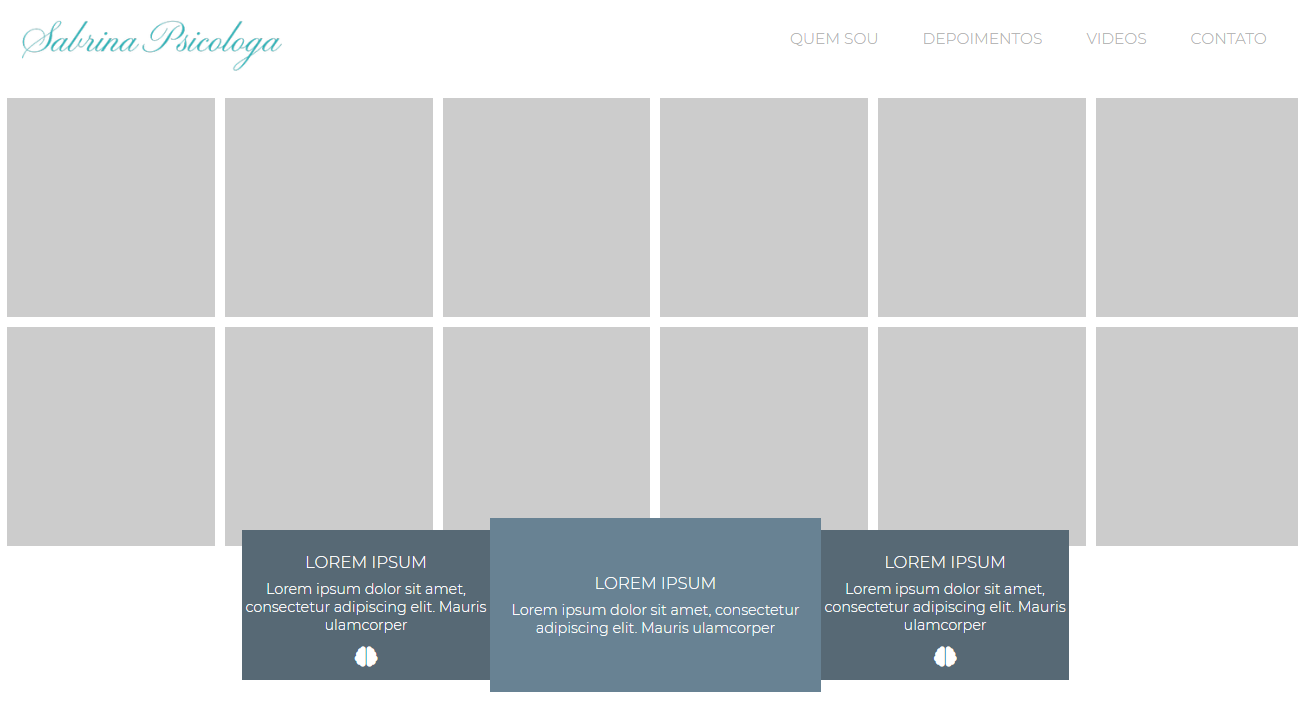 Sabrina Psicologa
QUEM SOU
DEPOIMENTOS
VIDEOS
CONTATO
LOREM IPSUM
Lorem ipsum dolor sit amet,
consectetur adipiscing elit. Mauris
ulamcorper
LOREM IPSUM
Lorem ipsum dolor sit amet, consectetur
adipiscing elit. Mauris ulamcorper
LOREM IPSUM
Lorem ipsum dolor sit amet,
consectetur adipiscing elit. Mauris
ulamcorper